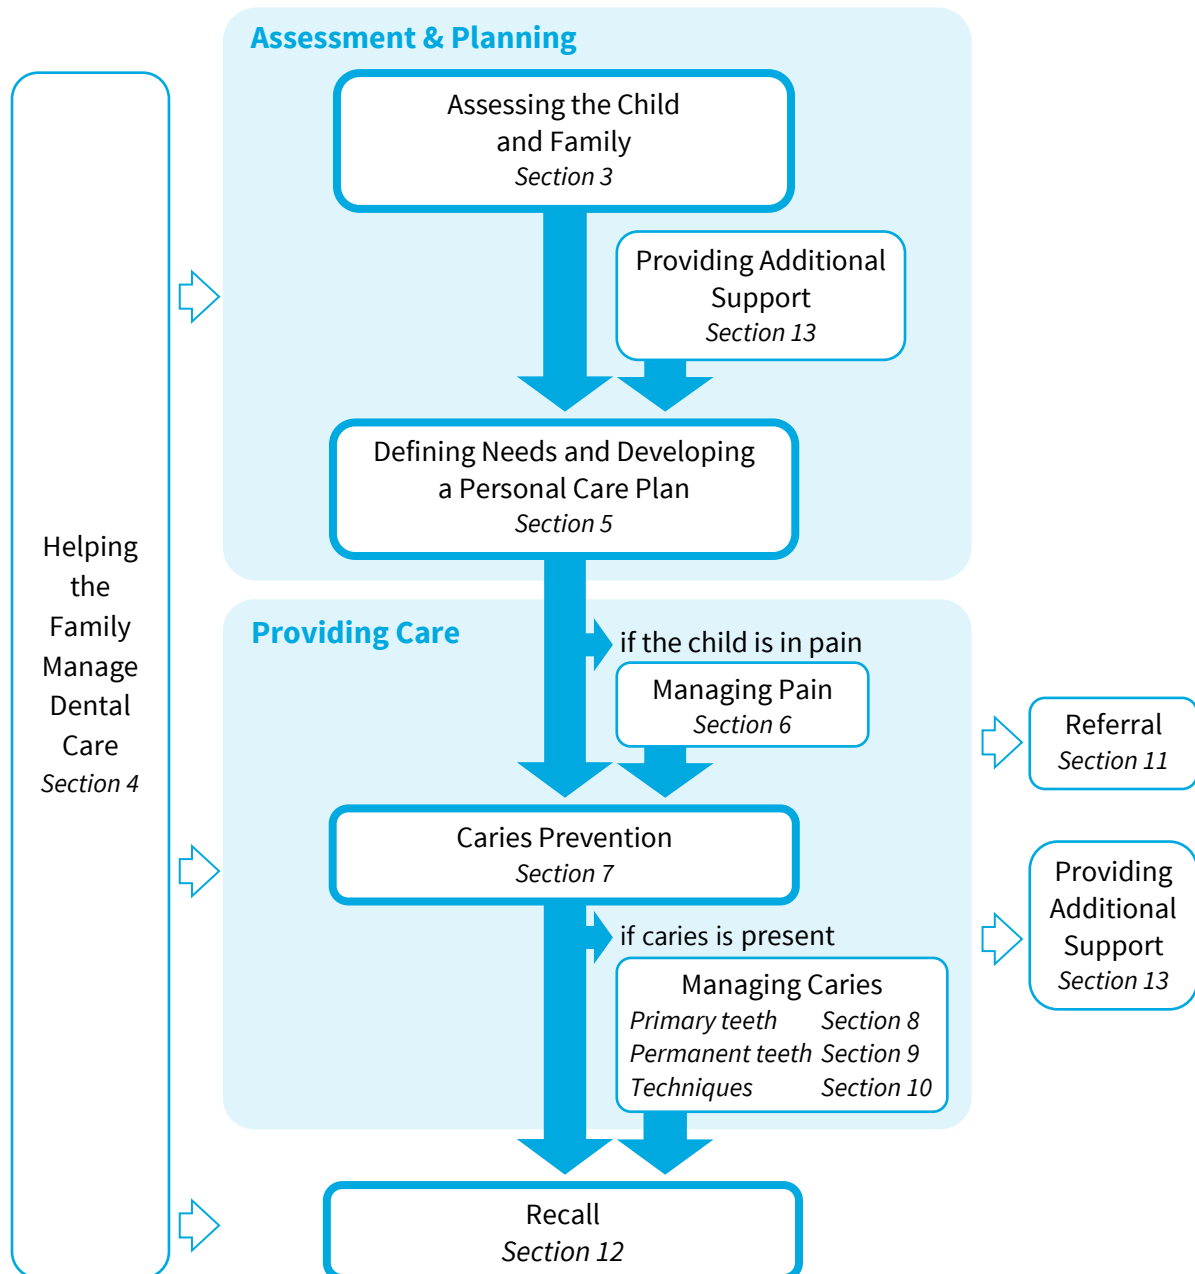 Assessment & Planning
Assessing the Child
and Family
Section 3
Providing Additional
Support
Section 13
Defining Needs and Developing
a Personal Care Plan
Section 5
Helping
the
Family
Manage
Dental
Care
Section 4
Providing Care
if the child is in pain
Managing Pain
Section 6
Referral
Section 11
Caries Prevention
Section 7
Providing
Additional
Support
Section 13
if caries is present
Managing Caries
Primary teeth Section 8
Permanent teeth Section 9
Techniques Section 10
Recall
Section 12